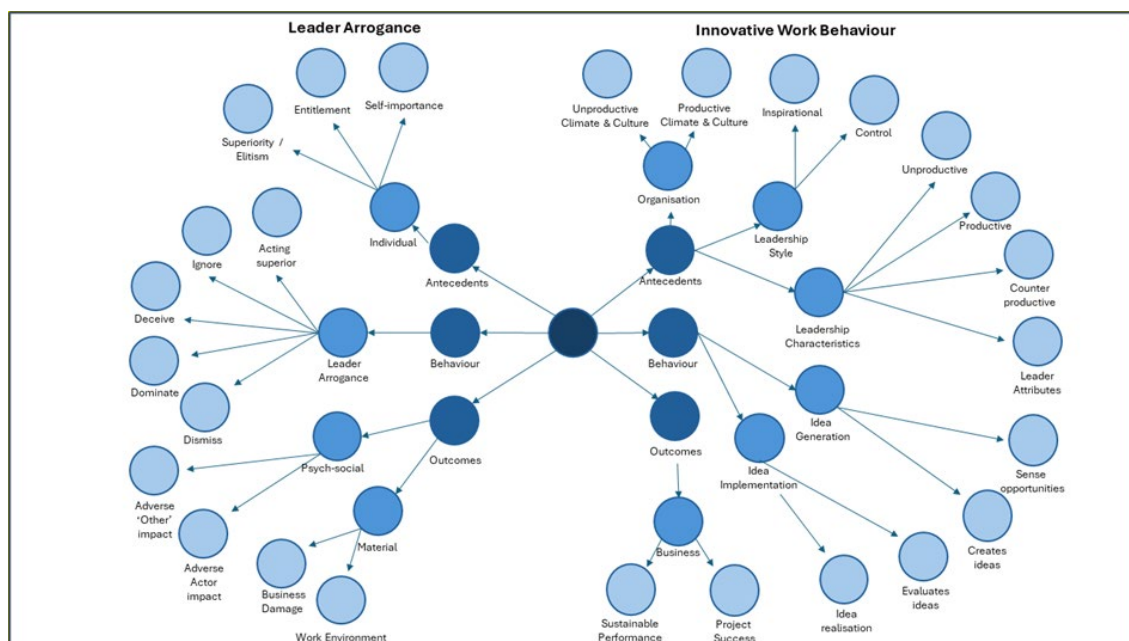 Leader Arrogance
Innovative Work Behaviour
Superiority /
Elitism
Entitlement
Self-importance
Individual
Antecedents
Acting
superior
Ignore
Deceive
Dominate
Dismiss
Leader
Arrogance
Behaviour
Psych-social
Outcomes
Adverse
‘Other’
impact
Adverse
Actor
impact
Material
Business
Damage
Work Environment
Unproductive
Climate & Culture
Productive
Climate & Culture
Organisation
Antecedents
Inspirational
Control
Leadership
Style
Unproductive
Productive
Counter
productive
Leader
Attributes
Leadership
Characteristics
Behaviour
Idea
Generation
Sense
opportunities
Creates
ideas
Idea
Implementation
Evaluates
ideas
Idea
realisation
Outcomes
Business
Sustainable
Performance
Project
Success